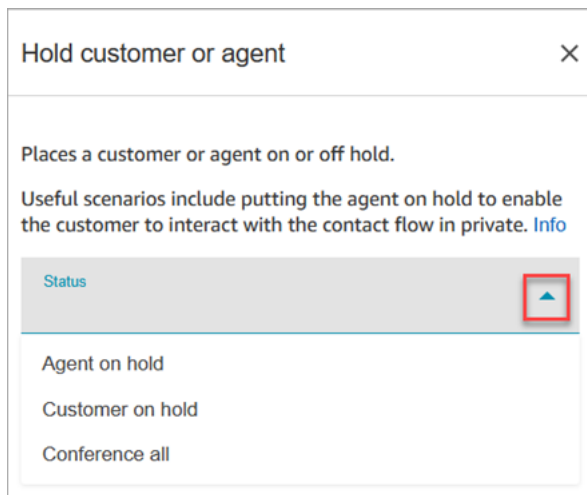 Hold customer or agent
Places a customer or agent on or off hold.
Useful scenarios include putting the agent on hold to enable
the customer to interact with the contact flow in private. Info
Status
Agent on hold
Customer on hold
Conference all